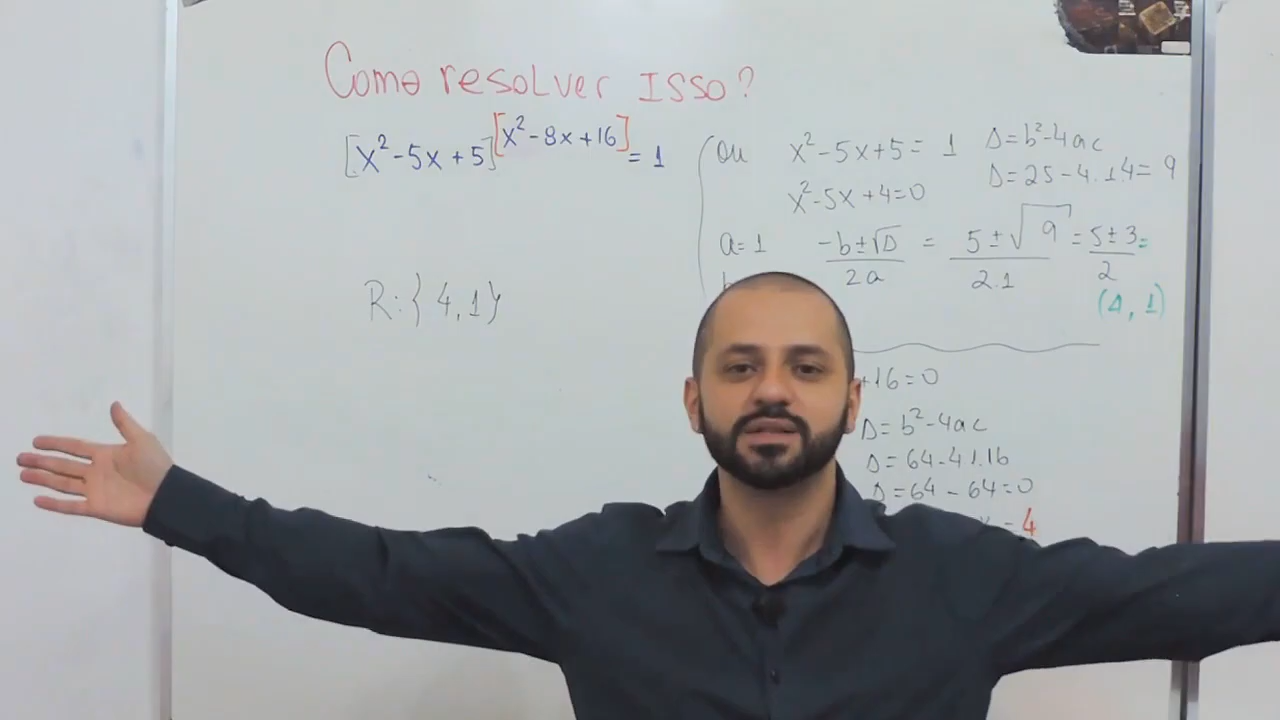 Como resolver Isso?
[x²-5x+5]^[x²-8x+16] = 1
R:{4,1}
Ou x²-5x+5= 1
x²-5x+4=0
Δ=b²-4ac
Δ=25-4.1.4= 9
a=1
-b±√Δ/2a = 5±√9/2.1 = 5±3/2 =
(4, 1)
+16=0
Δ=b²-4ac
Δ=64-4.1.16
Δ=64-64=0
= 4